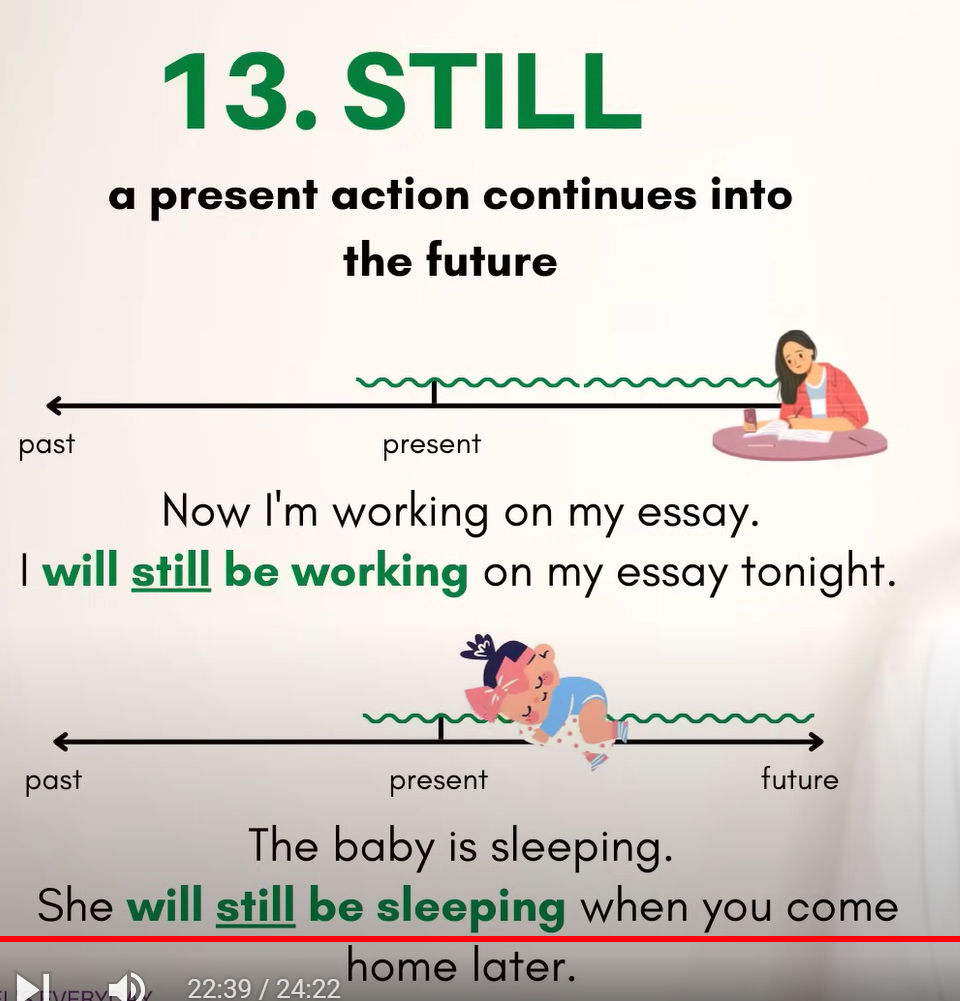 13. STILL
a present action continues into
the future
past
present
Now I'm working on my essay.
I will still be working on my essay tonight.
past
present
future
The baby is sleeping.
She will still be sleeping when you come
home later.
22:39 / 24:22